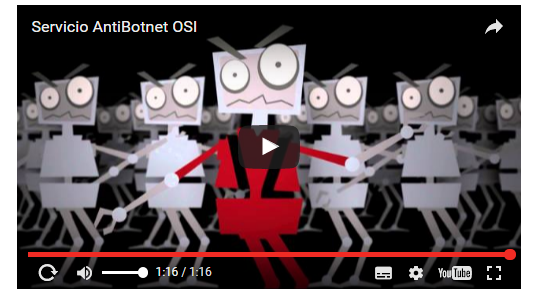 Servicio AntiBotnet OSI
1:16 / 1:16
YouTube